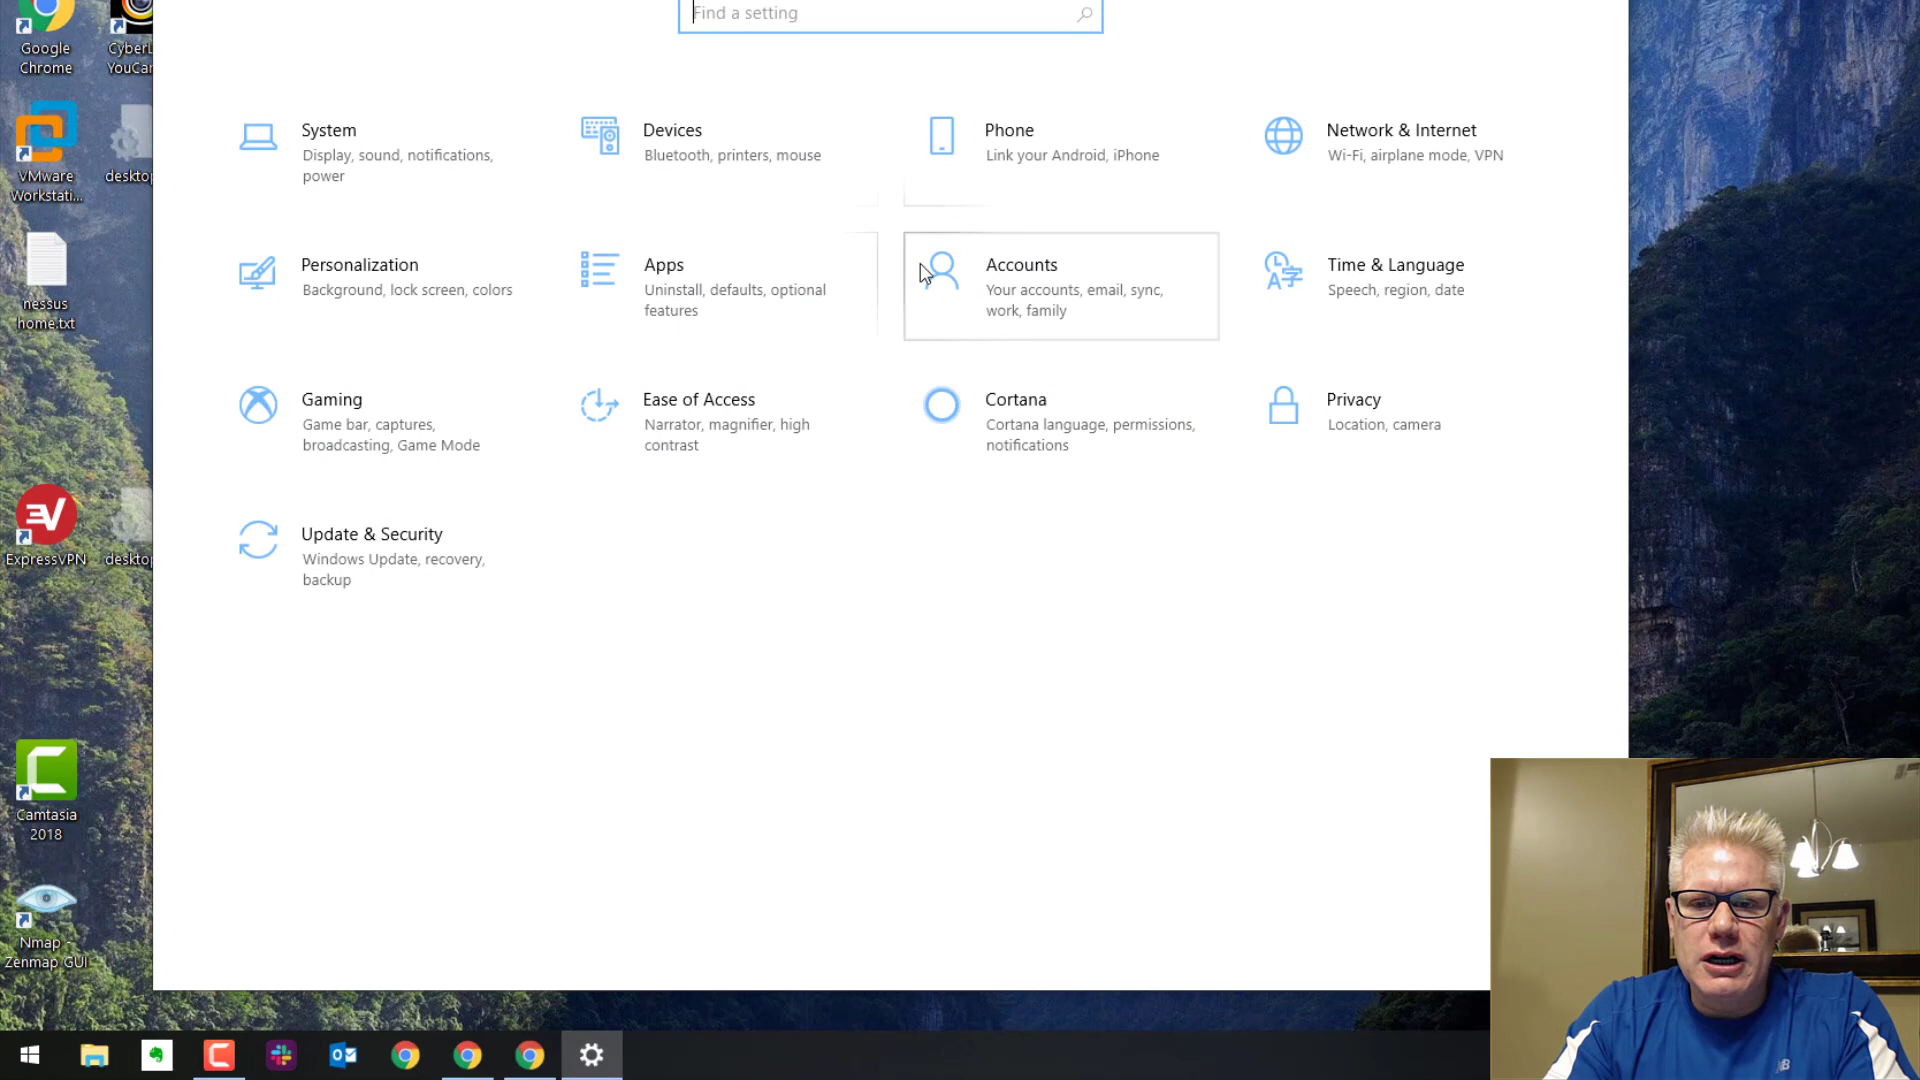 Find a setting
Google
Chrome
CyberL
YouCar
VMware
Workstati...
desktop
nessus
home.txt
ExpressVPN
desktop
Camtasia
2018
Nmap -
Zenmap GUI
System
Display, sound, notifications,
power
Devices
Bluetooth, printers, mouse
Phone
Link your Android, iPhone
Network & Internet
Wi-Fi, airplane mode, VPN
Personalization
Background, lock screen, colors
Apps
Uninstall, defaults, optional
features
Accounts
Your accounts, email, sync,
work, family
Time & Language
Speech, region, date
Gaming
Game bar, captures,
broadcasting, Game Mode
Ease of Access
Narrator, magnifier, high
contrast
Cortana
Cortana language, permissions,
notifications
Privacy
Location, camera
Update & Security
Windows Update, recovery,
backup